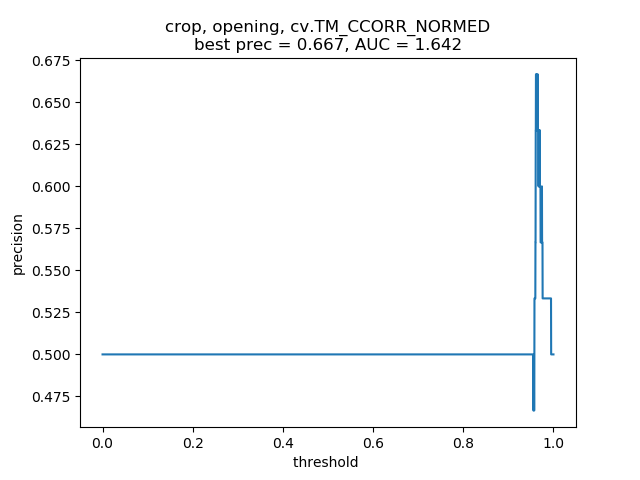 crop, opening, cv.TM_CCORR_NORMED
best prec = 0.667, AUC = 1.642
0.675
0.650
0.625
0.600
0.575
0.550
0.525
0.500
0.475
precision
0.0 0.2 0.4 0.6 0.8 1.0
threshold